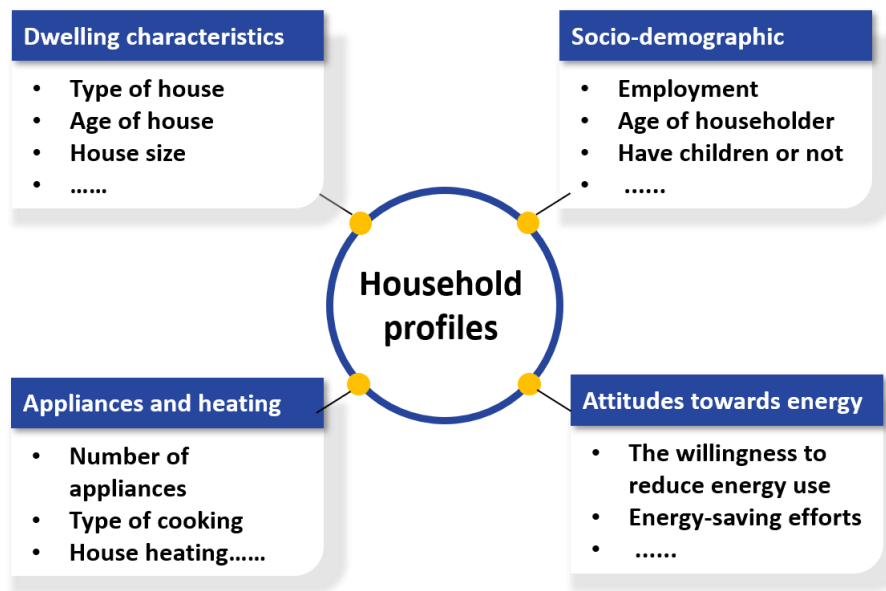 Dwelling characteristics
• Type of house
• Age of house
• House size
• ......
Socio-demographic
• Employment
• Age of householder
• Have children or not
• ......
Household
profiles
Appliances and heating
• Number of
appliances
• Type of cooking
• House heating......
Attitudes towards energy
• The willingness to
reduce energy use
• Energy-saving efforts
• ......